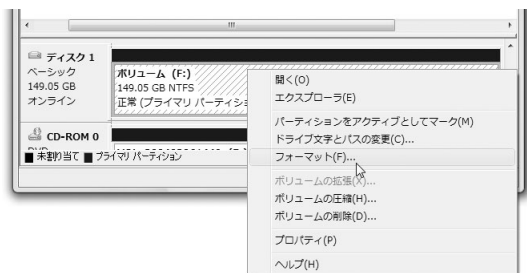 ディスク 1
ベーシック
149.05 GB
オンライン
ボリューム (F:)
149.05 GB NTFS
正常 (プライマリ パーティシ
CD-ROM 0
未割り当て プライマリ パーティション
開く(O)
エクスプローラ(E)
パーティションをアクティブとしてマーク(M)
ドライブ文字とパスの変更(C)...
フォーマット(F)...
ボリュームの拡張(X)...
ボリュームの圧縮(H)...
ボリュームの削除(D)...
プロパティ(P)
ヘルプ(H)